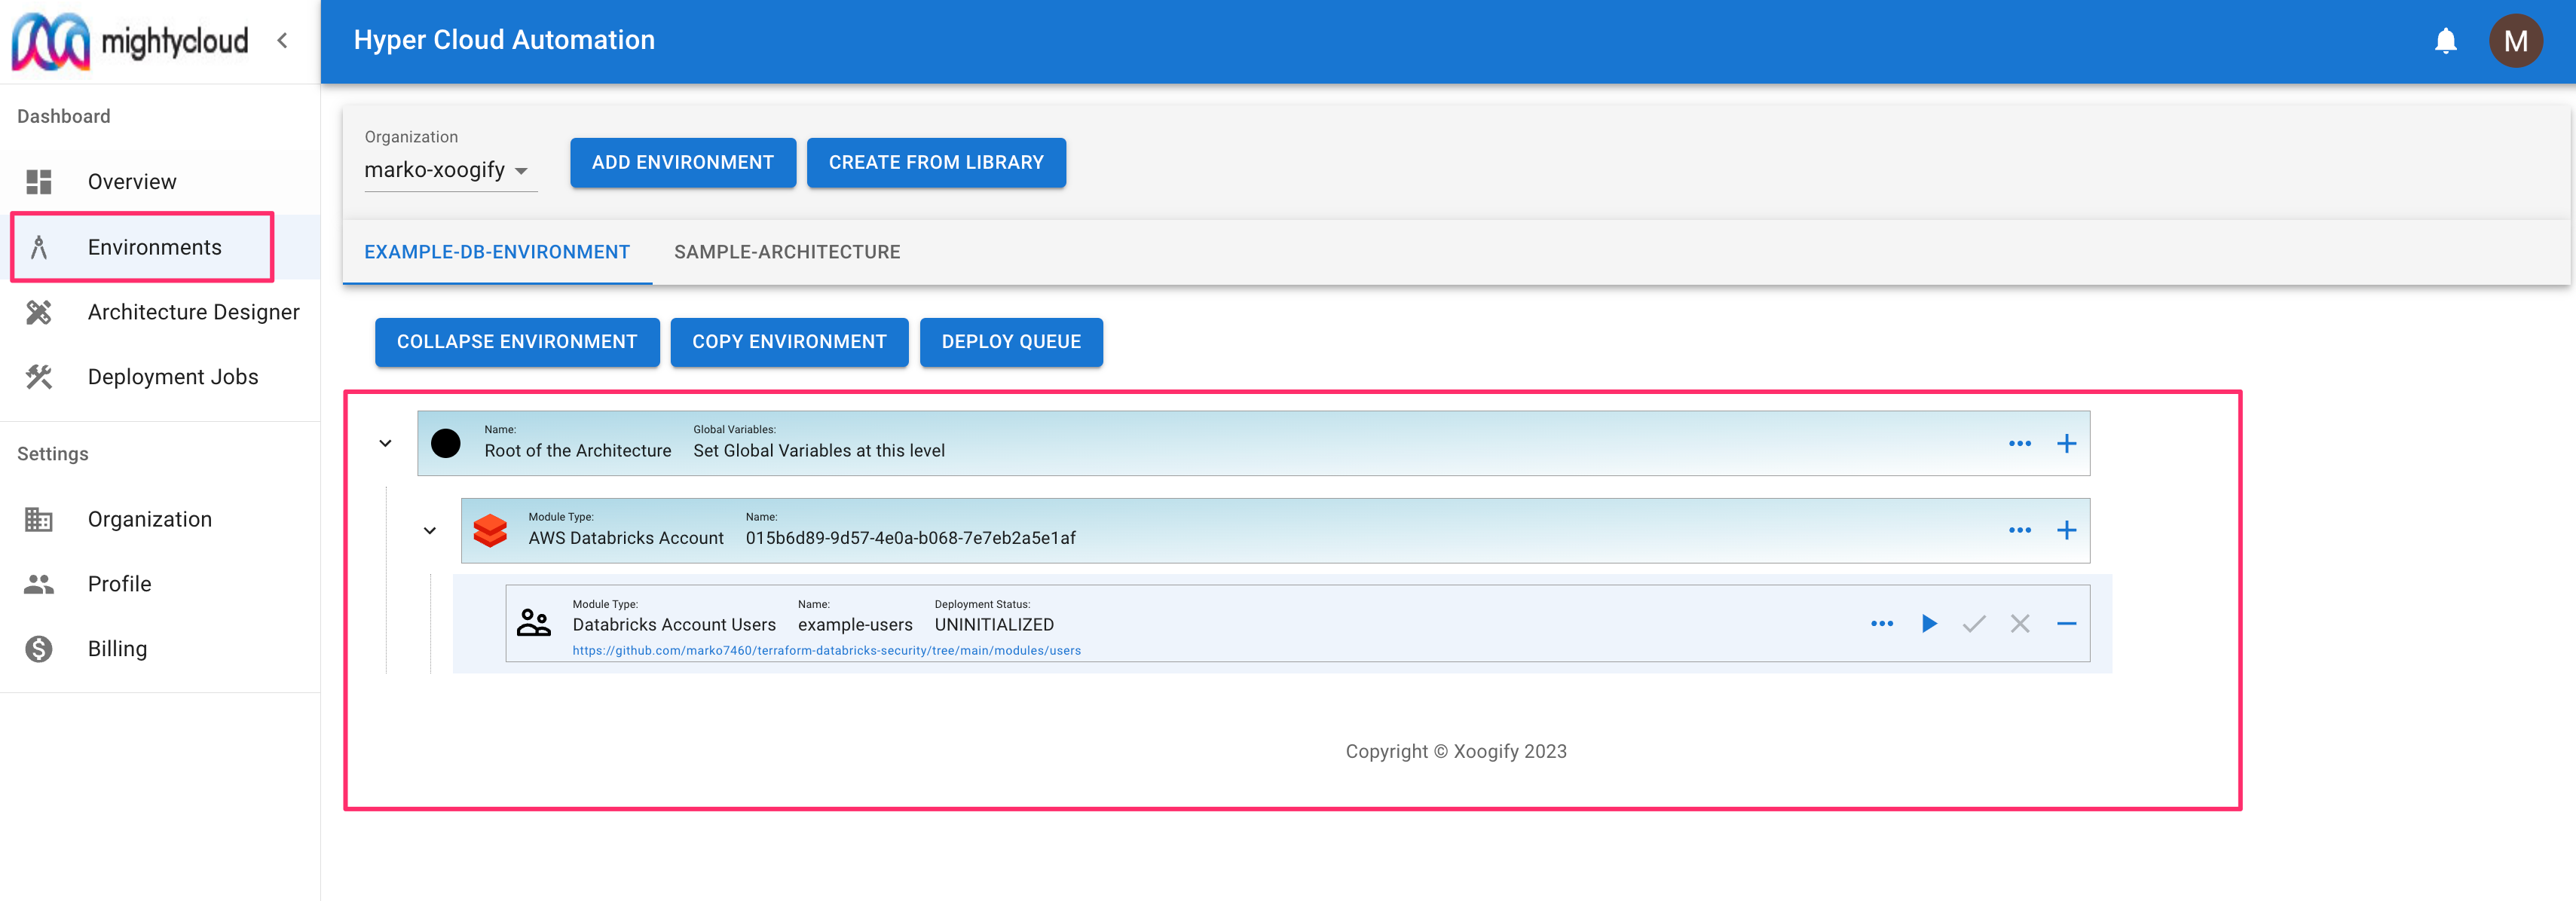 mightycloud
Hyper Cloud Automation
M
Dashboard
Overview
Environments
Architecture Designer
Deployment Jobs
Settings
Organization
Profile
Billing
Organization
marko-xoogify
ADD ENVIRONMENT
CREATE FROM LIBRARY
EXAMPLE-DB-ENVIRONMENT
SAMPLE-ARCHITECTURE
COLLAPSE ENVIRONMENT
COPY ENVIRONMENT
DEPLOY QUEUE
Name:
Root of the Architecture
Global Variables:
Set Global Variables at this level
Module Type:
AWS Databricks Account
Name:
015b6d89-9d57-4e0a-b068-7e7eb2a5e1af
Module Type:
Databricks Account Users
Name:
example-users
Deployment Status:
UNINITIALIZED
https://github.com/marko7460/terraform-databricks-security/tree/main/modules/users
Copyright © Xoogify 2023